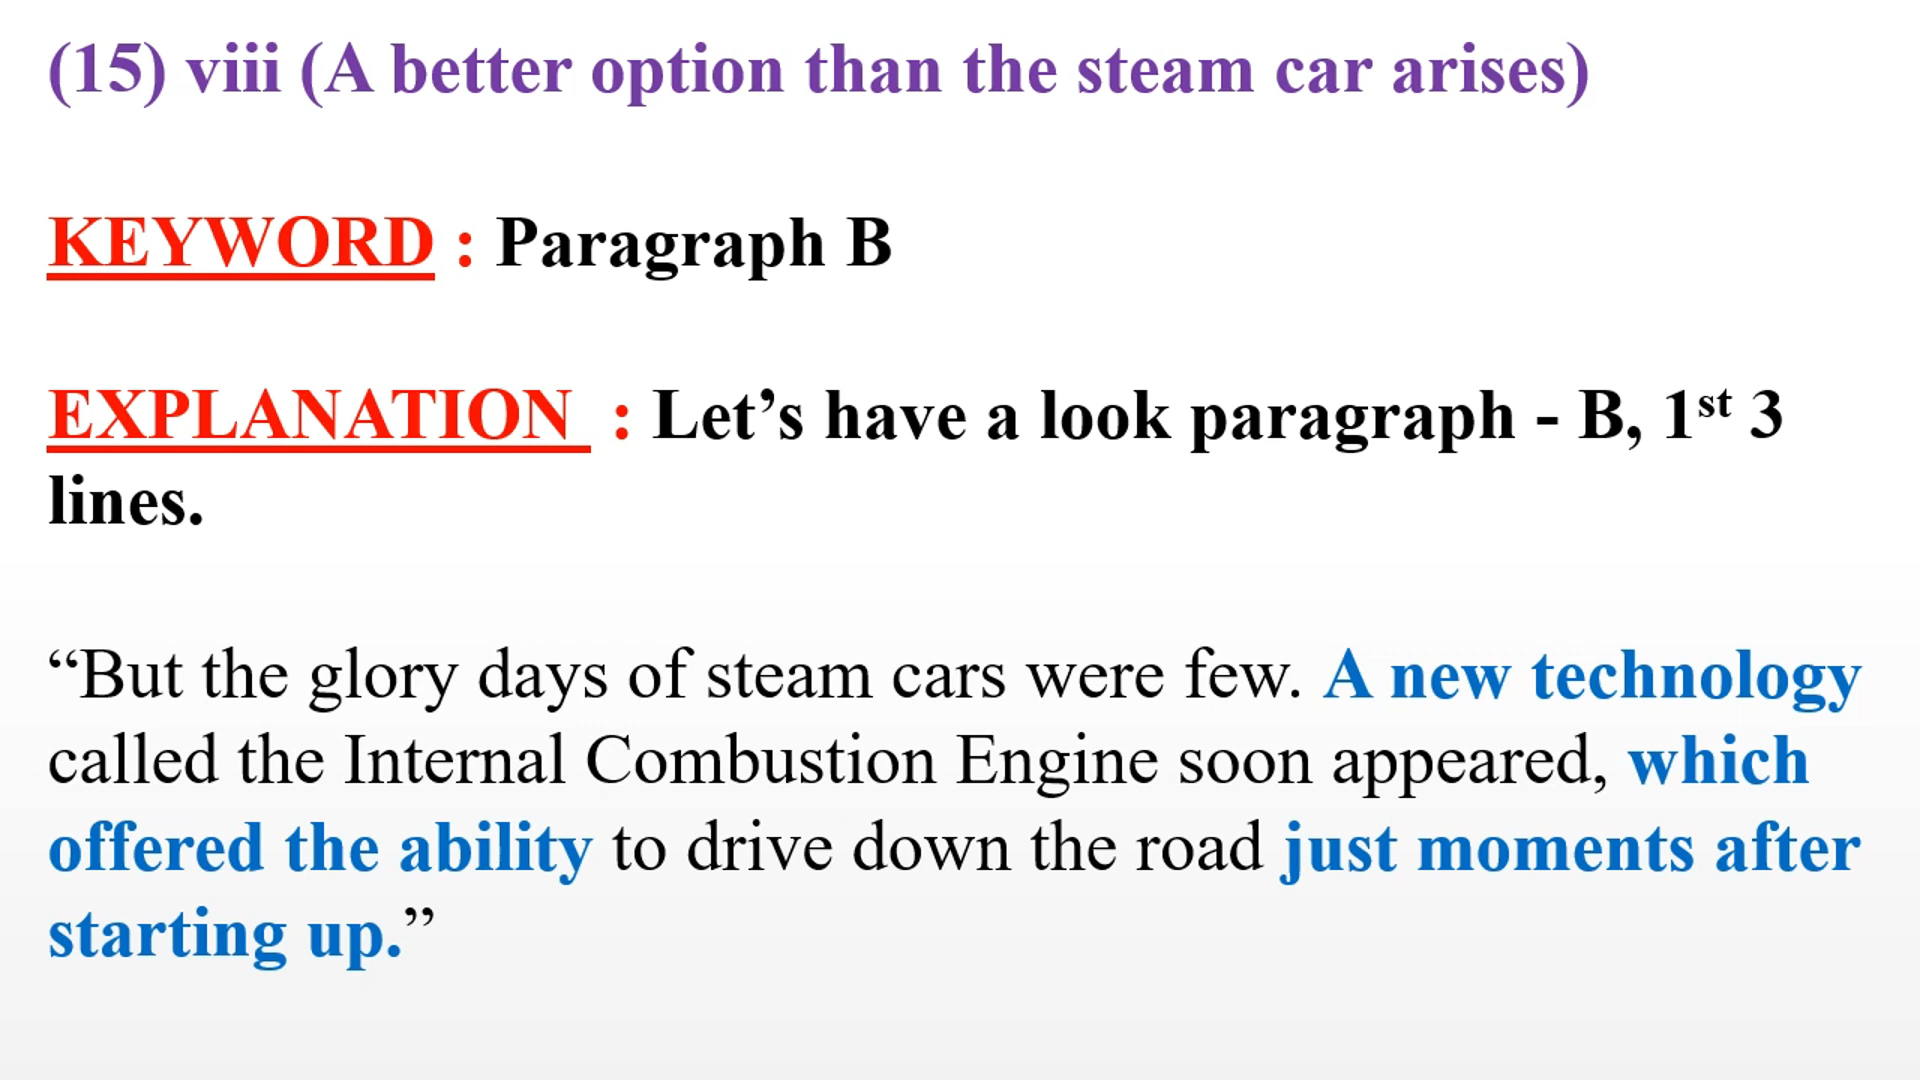 (15) viii (A better option than the steam car arises)
KEYWORD : Paragraph B
EXPLANATION : Let’s have a look paragraph - B, 1st 3
lines.
“But the glory days of steam cars were few. A new technology
called the Internal Combustion Engine soon appeared, which
offered the ability to drive down the road just moments after
starting up.”